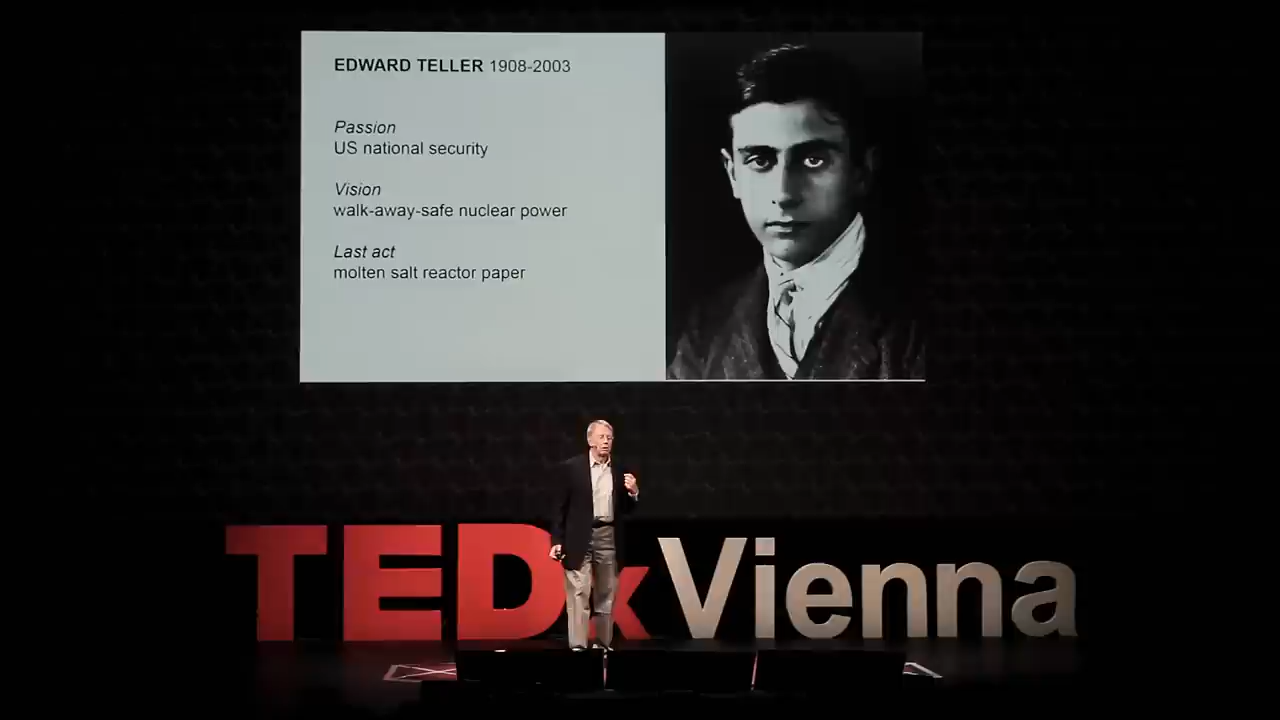 EDWARD TELLER 1908-2003
Passion
US national security
Vision
walk-away-safe nuclear power
Last act
molten salt reactor paper
TEDxVienna